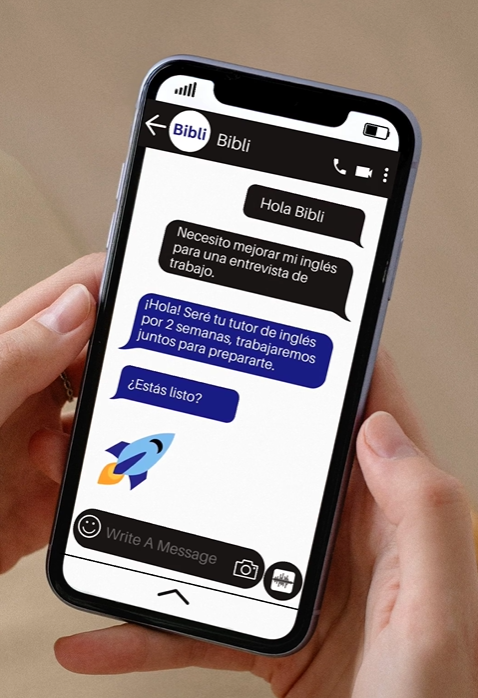 Bibli
Bibli
Hola Bibli
Necesito mejorar mi inglés
para una entrevista de
trabajo.
¡Hola! Seré tu tutor de inglés
por 2 semanas, trabajaremos
juntos para prepararte.
¿Estás listo?
Write A Message